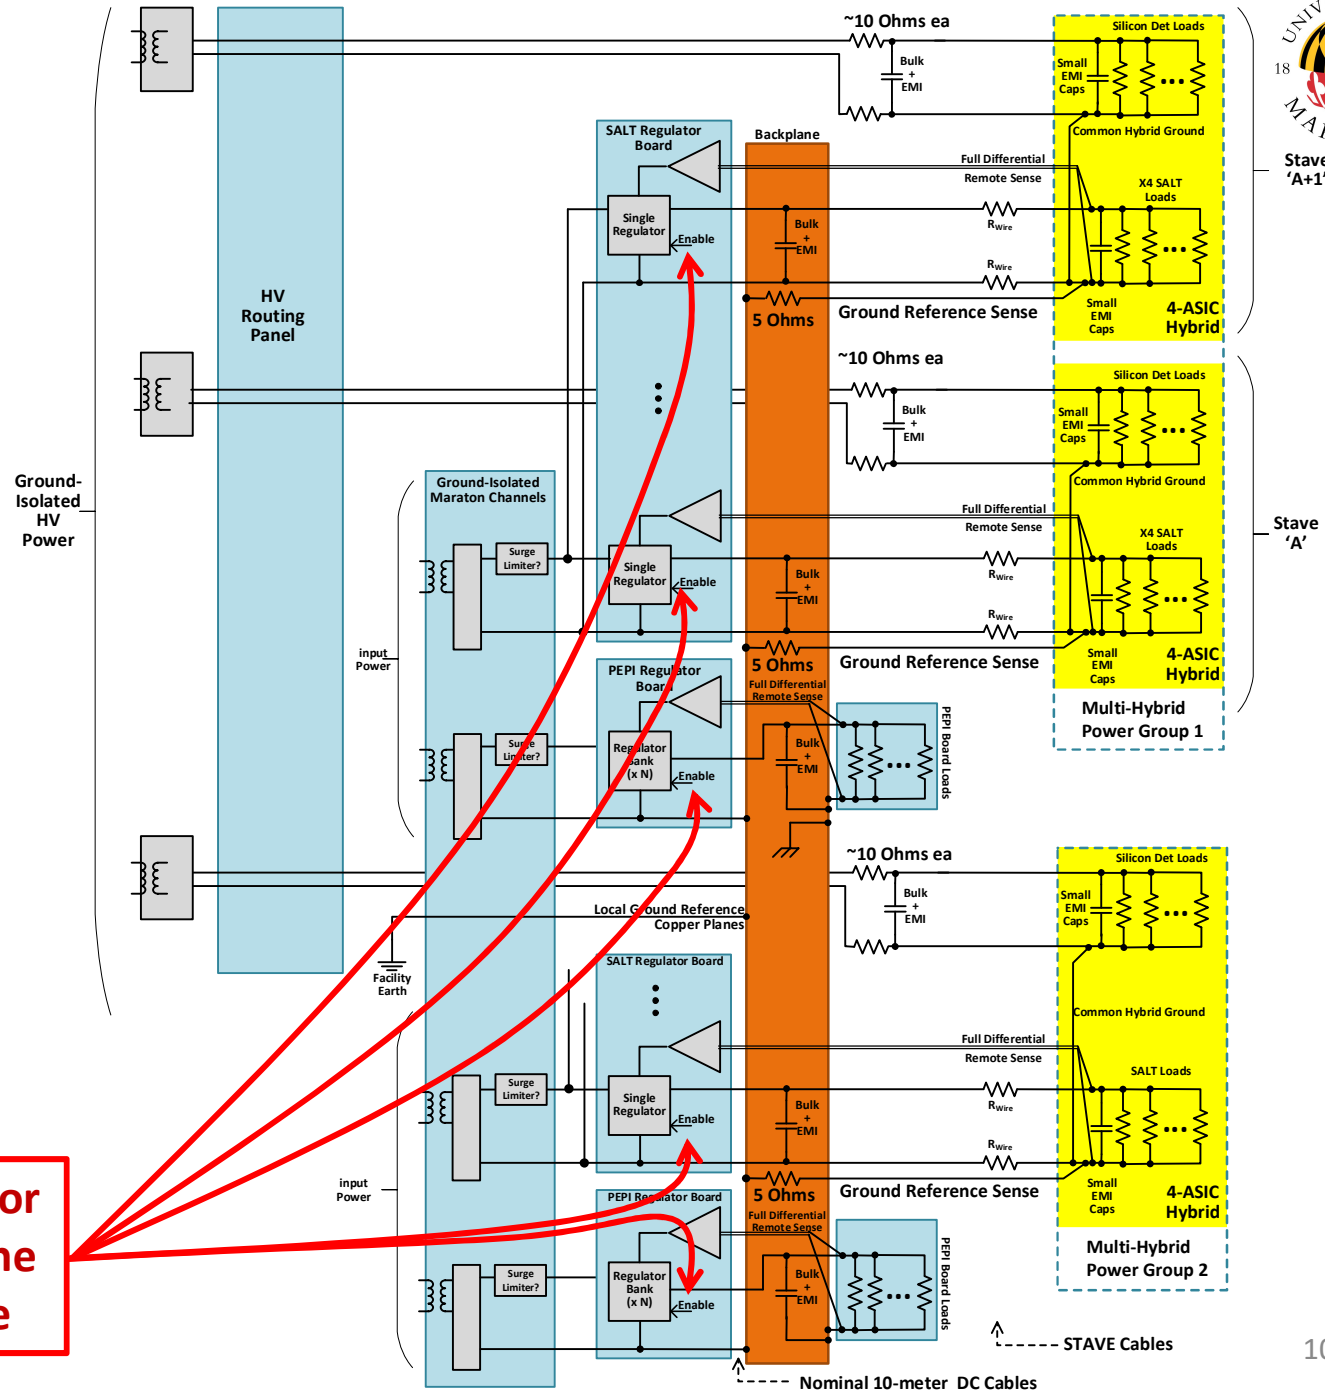 ~10 Ohms ea
Silicon Det Loads
Bulk
+
EMI
Small
EMI
Caps
18
Common Hybrid Ground
SALT Regulator
Board
Backplane
Full Differential
Remote Sense
Stave
'A+1'
X4 SALT
Loads
Single
Regulator
Enable
Bulk
+
EMI
RWire
RWire
HV
Routing
Panel
5 Ohms
Ground Reference Sense
Small
EMI
Caps
4-ASIC
Hybrid
~10 Ohms ea
Silicon Det Loads
Bulk
+
EMI
Small
EMI
Caps
Common Hybrid Ground
Ground-
Isolated
HV
Power
Ground-Isolated
Maraton Channels
Full Differential
Remote Sense
Stave
'A'
X4 SALT
Loads
Surge
Limiter?
Single
Regulator
Enable
Bulk
+
EMI
RWire
RWire
input
Power
5 Ohms
Ground Reference Sense
Small
EMI
Caps
4-ASIC
Hybrid
PEPI Regulator
Board
Full Differential
Remote Sense
Multi-Hybrid
Power Group 1
Surge
Limiter?
Regulator
Bank
(x N)
Enable
Bulk
+
EMI
PEPI Board Loads
~10 Ohms ea
Silicon Det Loads
Bulk
+
EMI
Small
EMI
Caps
Local Ground Reference
Copper Planes
Facility
Earth
SALT Regulator Board
Common Hybrid Ground
Full Differential
Remote Sense
SALT Loads
Surge
Limiter?
Single
Regulator
Enable
Bulk
+
EMI
RWire
RWire
input
Power
5 Ohms
Ground Reference Sense
Small
EMI
Caps
4-ASIC
Hybrid
PEPI Regulator Board
Full Differential
Remote Sense
Multi-Hybrid
Power Group 2
Surge
Limiter?
Regulator
Bank
(x N)
Enable
Bulk
+
EMI
PEPI Board Loads
STAVE Cables
Nominal 10-meter DC Cables
10